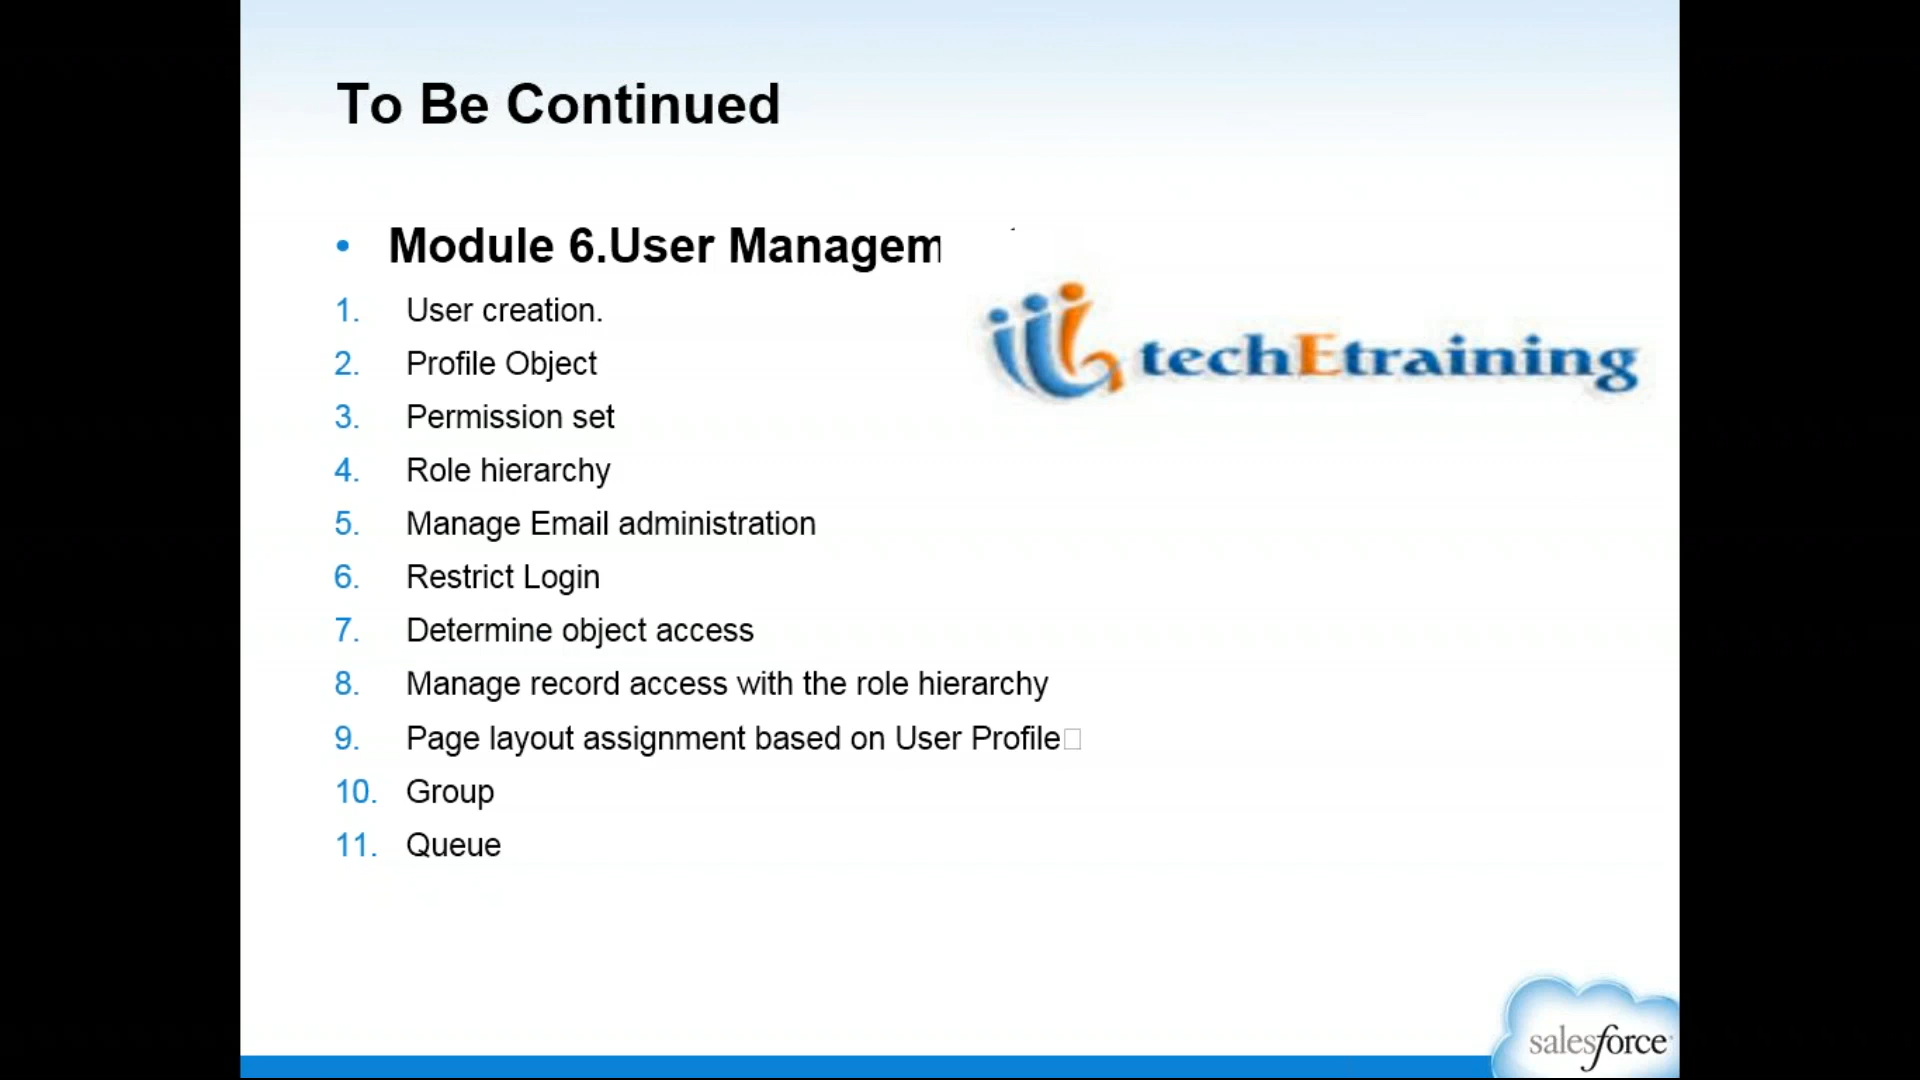 To Be Continued
• Module 6.User Managem
techEtraining
1. User creation.
2. Profile Object
3. Permission set
4. Role hierarchy
5. Manage Email administration
6. Restrict Login
7. Determine object access
8. Manage record access with the role hierarchy
9. Page layout assignment based on User Profile
10. Group
11. Queue
salesforce